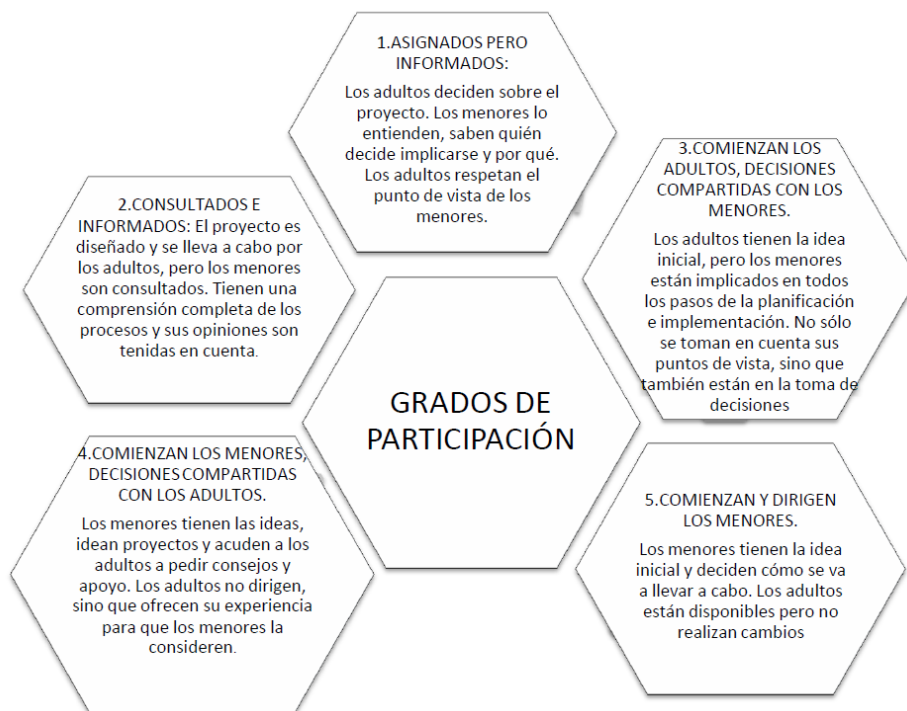 1.ASIGNADOS PERO
INFORMADOS:
Los adultos deciden sobre el
proyecto. Los menores lo
entienden, saben quién
decide implicarse y por qué.
Los adultos respetan el
punto de vista de los
menores.
2.CONSULTADOS E
INFORMADOS: El proyecto es
diseñado y se lleva a cabo por
los adultos, pero los menores
son consultados. Tienen una
comprensión completa de los
procesos y sus opiniones son
tenidas en cuenta.
3.COMIENZAN LOS
ADULTOS, DECISIONES
COMPARTIDAS CON LOS
MENORES.
Los adultos tienen la idea
inicial, pero los menores
están implicados en todos
los pasos de la planificación
e implementación. No sólo
se toman en cuenta sus
puntos de vista, sino que
también están en la toma de
decisiones
GRADOS DE
PARTICIPACIÓN
4.COMIENZAN LOS MENORES,
DECISIONES COMPARTIDAS
CON LOS ADULTOS.
Los menores tienen las ideas,
idean proyectos y acuden a los
adultos a pedir consejos y
apoyo. Los adultos no dirigen,
sino que ofrecen su experiencia
para que los menores la
consideren.
5.COMIENZAN Y DIRIGEN
LOS MENORES.
Los menores tienen la idea
inicial y deciden cómo se va
a llevar a cabo. Los adultos
están disponibles pero no
realizan cambios